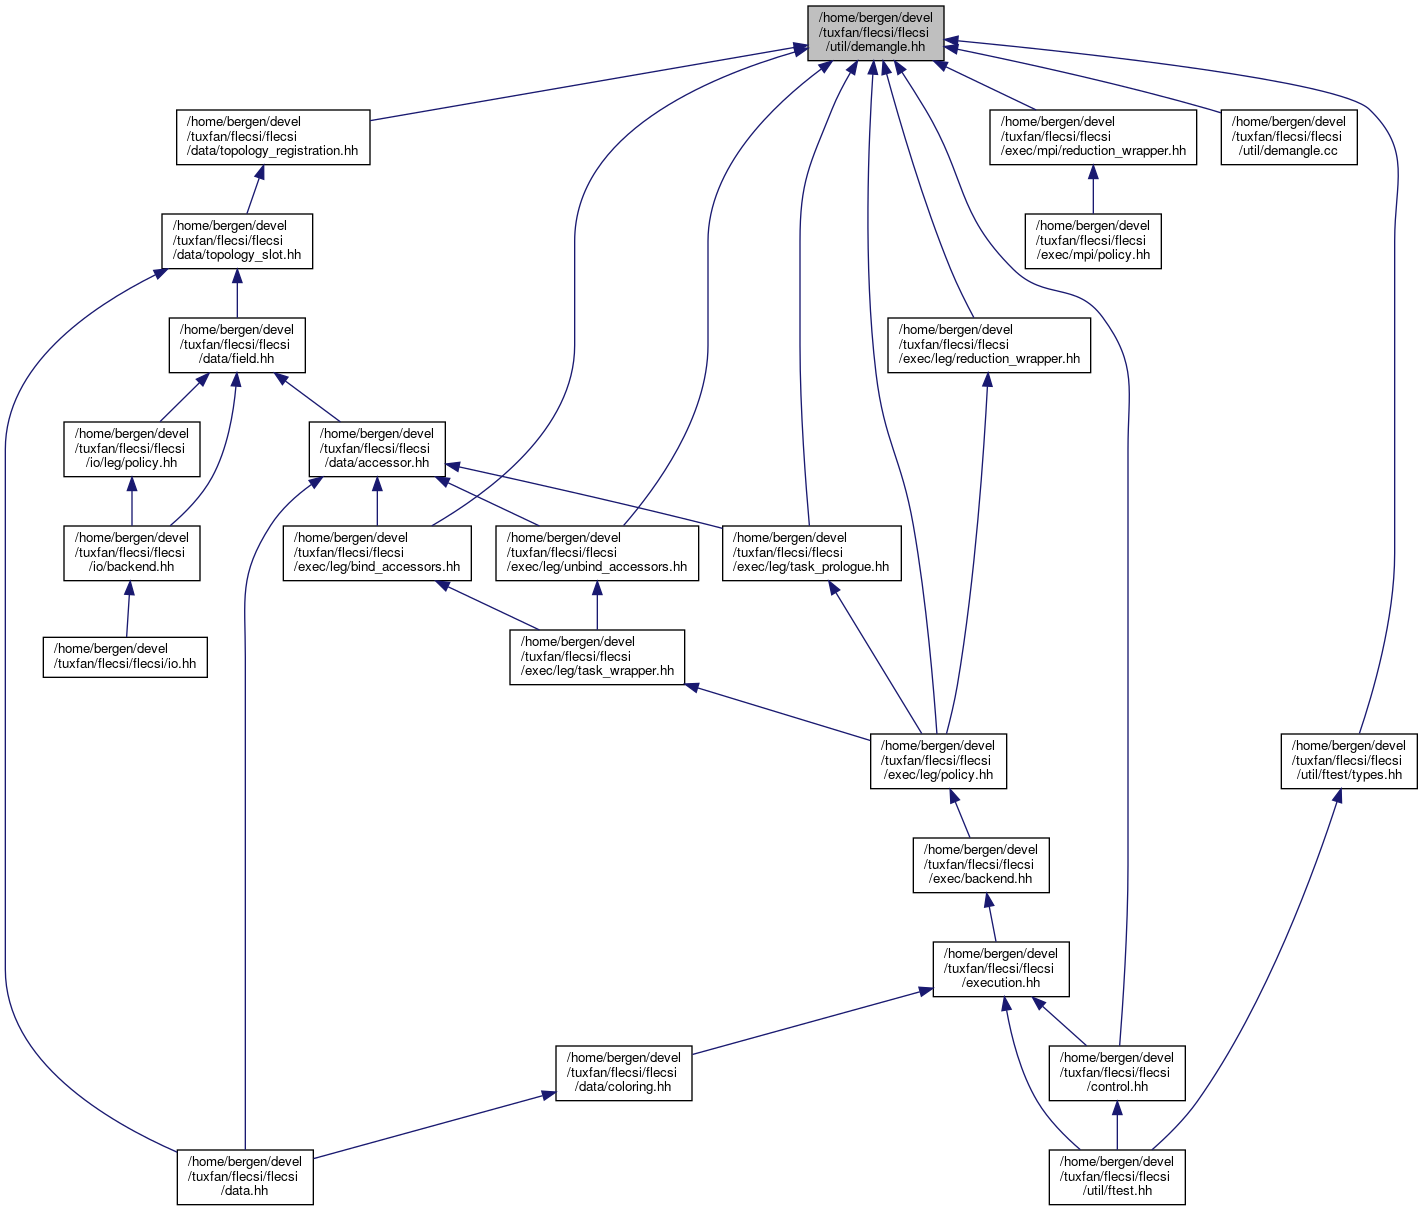 /home/bergen/devel
/tuxfan/flecsi/flecsi
/util/demangle.hh
/home/bergen/devel
/tuxfan/flecsi/flecsi
/data/topology_registration.hh
/home/bergen/devel
/tuxfan/flecsi/flecsi
/exec/mpi/reduction_wrapper.hh
/home/bergen/devel
/tuxfan/flecsi/flecsi
/util/demangle.cc
/home/bergen/devel
/tuxfan/flecsi/flecsi
/data/topology_slot.hh
/home/bergen/devel
/tuxfan/flecsi/flecsi
/exec/mpi/policy.hh
/home/bergen/devel
/tuxfan/flecsi/flecsi
/data/field.hh
/home/bergen/devel
/tuxfan/flecsi/flecsi
/exec/leg/reduction_wrapper.hh
/home/bergen/devel
/tuxfan/flecsi/flecsi
/io/leg/policy.hh
/home/bergen/devel
/tuxfan/flecsi/flecsi
/data/accessor.hh
/home/bergen/devel
/tuxfan/flecsi/flecsi
/io/backend.hh
/home/bergen/devel
/tuxfan/flecsi/flecsi
/exec/leg/bind_accessors.hh
/home/bergen/devel
/tuxfan/flecsi/flecsi
/exec/leg/unbind_accessors.hh
/home/bergen/devel
/tuxfan/flecsi/flecsi
/exec/leg/task_prologue.hh
/home/bergen/devel
/tuxfan/flecsi/flecsi/io.hh
/home/bergen/devel
/tuxfan/flecsi/flecsi
/exec/leg/task_wrapper.hh
/home/bergen/devel
/tuxfan/flecsi/flecsi
/exec/leg/policy.hh
/home/bergen/devel
/tuxfan/flecsi/flecsi
/util/ftest/types.hh
/home/bergen/devel
/tuxfan/flecsi/flecsi
/exec/backend.hh
/home/bergen/devel
/tuxfan/flecsi/flecsi
/execution.hh
/home/bergen/devel
/tuxfan/flecsi/flecsi
/data/coloring.hh
/home/bergen/devel
/tuxfan/flecsi/flecsi
/control.hh
/home/bergen/devel
/tuxfan/flecsi/flecsi
/data.hh
/home/bergen/devel
/tuxfan/flecsi/flecsi
/util/ftest.hh